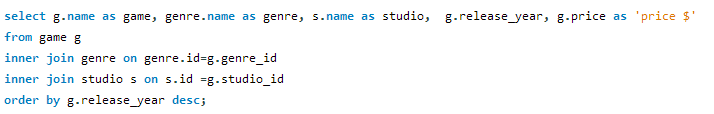 select g.name as game, genre.name as genre, s.name as studio,  g.release_year, g.price as 'price $'
from game g
inner join genre on genre.id=g.genre_id
inner join studio s on s.id =g.studio_id
order by g.release_year desc;